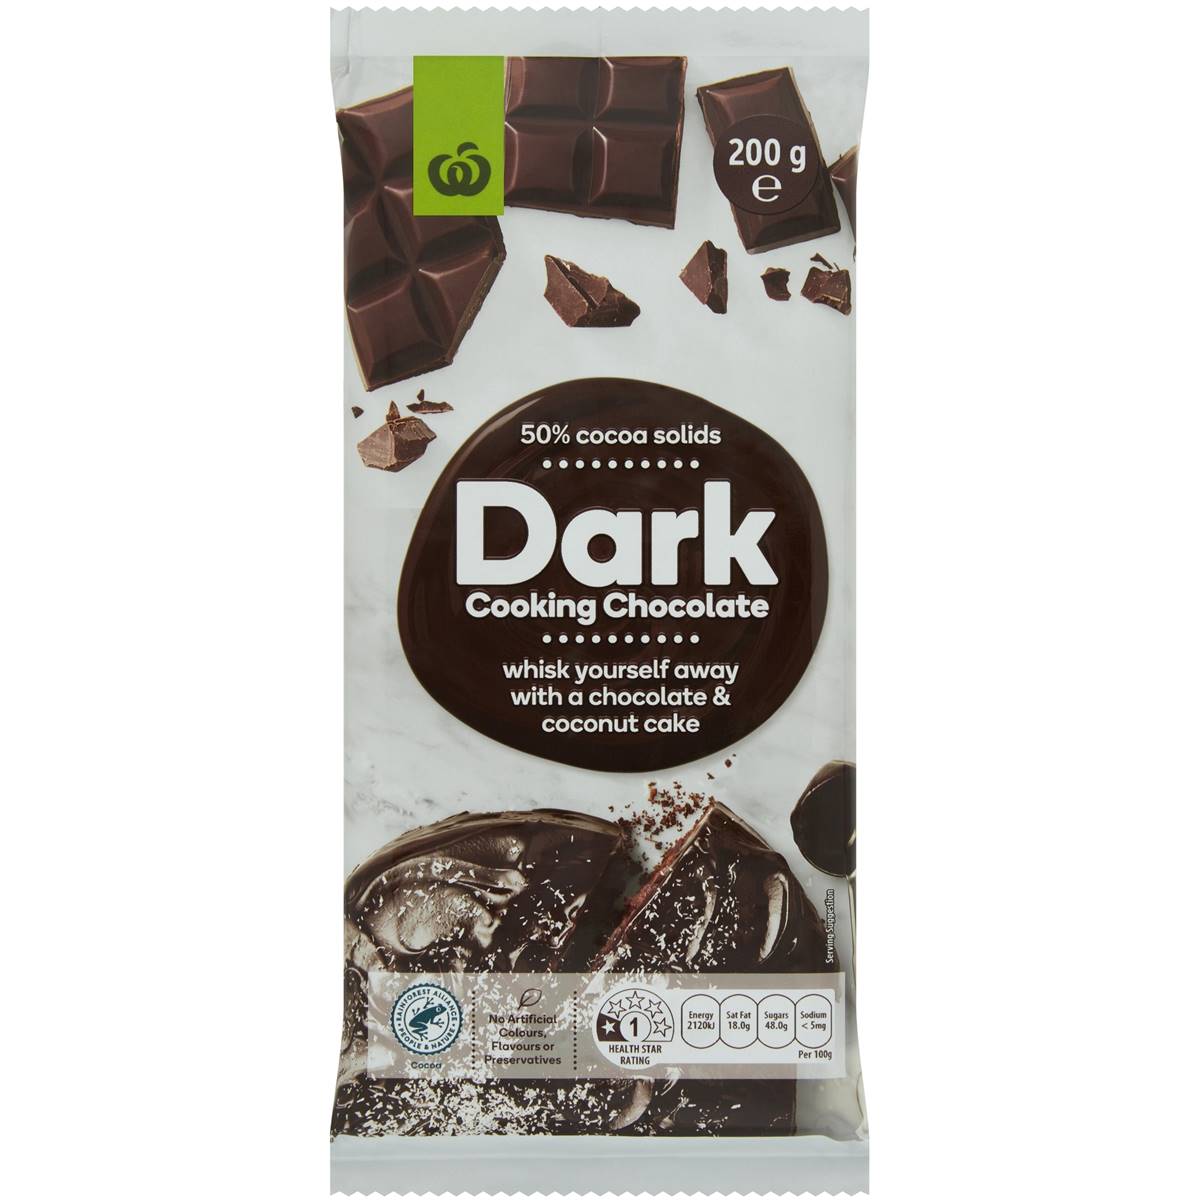 200 g
e
50% cocoa solids
Dark
Cooking Chocolate
whisk yourself away
with a chocolate &
coconut cake
Serving Suggestion
RAINFOREST ALLIANCE
PEOPLE & NATURE
Cocoa
No Artificial
Colours,
Flavours or
Preservatives
1
HEALTH STAR
RATING
Energy
2120kJ
Sat Fat
18.0g
Sugars
48.0g
Sodium
< 5mg
Per 100g